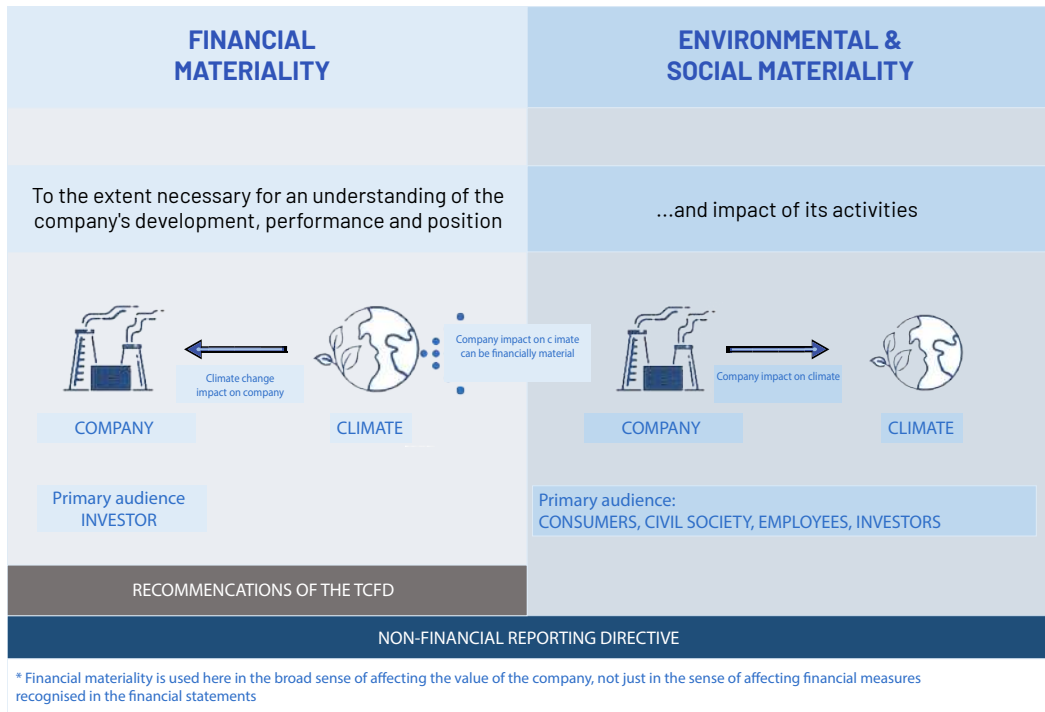 FINANCIAL
MATERIALITY
ENVIRONMENTAL &
SOCIAL MATERIALITY
To the extent necessary for an understanding of the
company's development, performance and position
...and impact of its activities
Climate change
impact on company
COMPANY
CLIMATE
Company impact on c imate
can be financially material
Company impact on climate
COMPANY
CLIMATE
Primary audience
INVESTOR
Primary audience:
CONSUMERS, CIVIL SOCIETY, EMPLOYEES, INVESTORS
RECOMMENCATIONS OF THE TCFD
NON-FINANCIAL REPORTING DIRECTIVE
* Financial materiality is used here in the broad sense of affecting the value of the company, not just in the sense of affecting financial measures
recognised in the financial statements